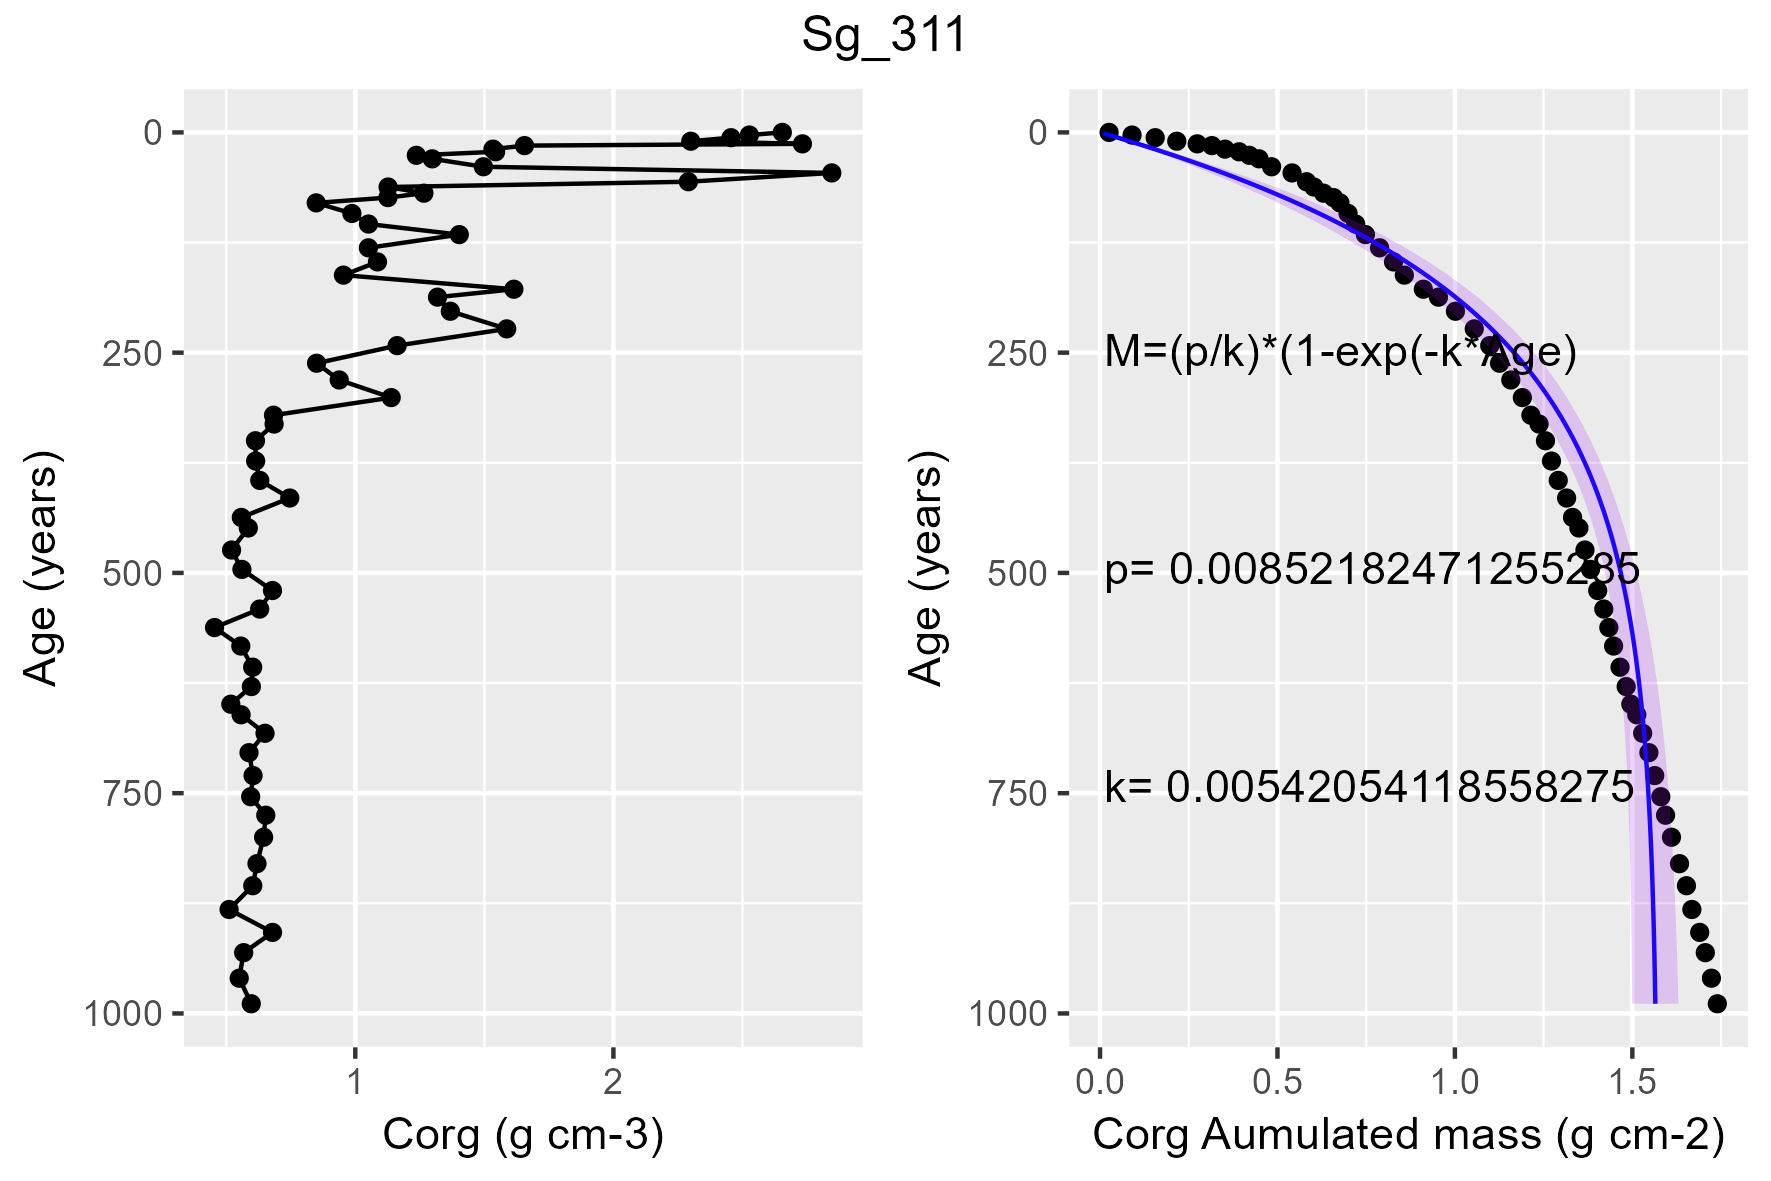 Sg_311
Age (years)
0
250
500
750
1000
1
2
Corg (g cm-3)
Age (years)
0
250
500
750
1000
M=(p/k)*(1-exp(-k*Age)
p= 0.00852182471255235
k= 0.00542054118558275
0.0
0.5
1.0
1.5
Corg Aumulated mass (g cm-2)